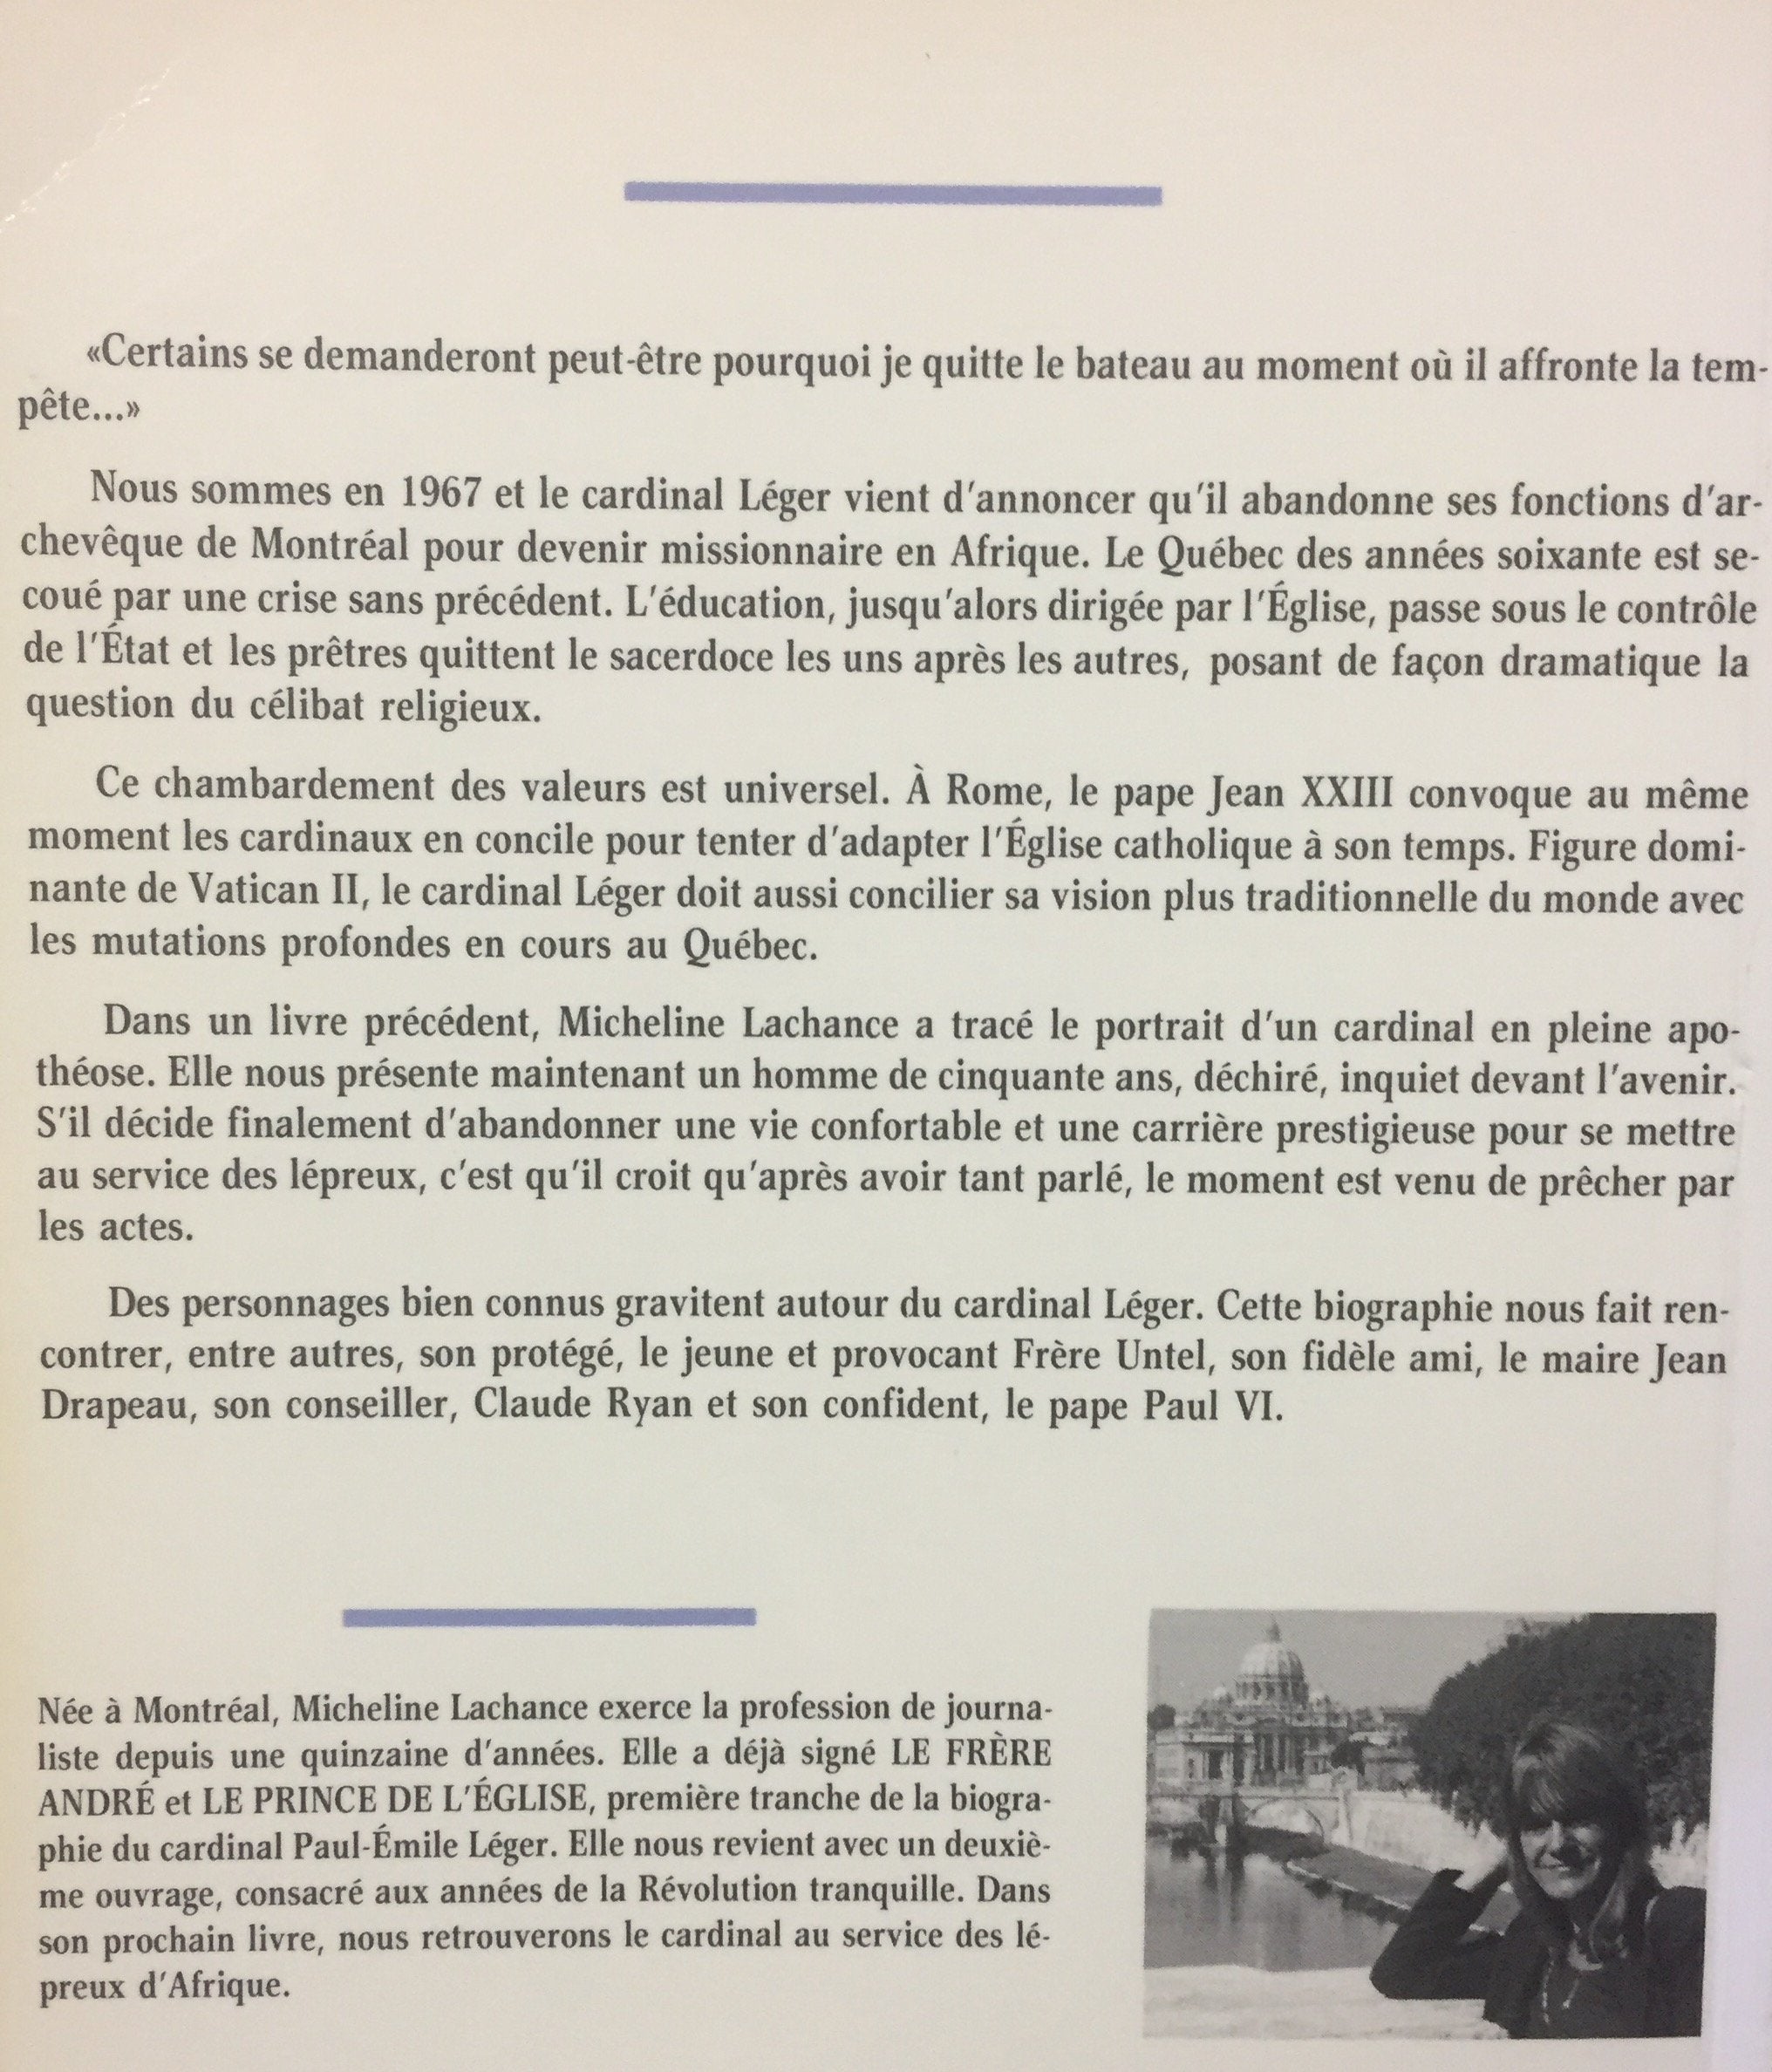 «Certains se demanderont peut-être pourquoi je quitte le bateau au moment où il affronte la tem-
pête...»
Nous sommes en 1967 et le cardinal Léger vient d'annoncer qu'il abandonne ses fonctions d'ar-
chevêque de Montréal pour devenir missionnaire en Afrique. Le Québec des années soixante est se-
coué par une crise sans précédent. L'éducation, jusqu'alors dirigée par l'Église, passe sous le contrôle
de l'État et les prêtres quittent le sacerdoce les uns après les autres, posant de façon dramatique la
question du célibat religieux.
Ce chambardement des valeurs est universel. À Rome, le pape Jean XXIII convoque au même
moment les cardinaux en concile pour tenter d'adapter l'Église catholique à son temps. Figure domi-
nante de Vatican II, le cardinal Léger doit aussi concilier sa vision plus traditionnelle du monde avec
les mutations profondes en cours au Québec.
Dans un livre précédent, Micheline Lachance a tracé le portrait d'un cardinal en pleine apo-
théose. Elle nous présente maintenant un homme de cinquante ans, déchiré, inquiet devant l'avenir.
S'il décide finalement d'abandonner une vie confortable et une carrière prestigieuse pour se mettre
au service des lépreux, c'est qu'il croit qu'après avoir tant parlé, le moment est venu de prêcher par
les actes.
Des personnages bien connus gravitent autour du cardinal Léger. Cette biographie nous fait ren-
contrer, entre autres, son protégé, le jeune et provocant Frère Untel, son fidèle ami, le maire Jean
Drapeau, son conseiller, Claude Ryan et son confident, le pape Paul VI.
Née à Montréal, Micheline Lachance exerce la profession de journa-
liste depuis une quinzaine d'années. Elle a déjà signé LE FRÈRE
ANDRÉ et LE PRINCE DE L'ÉGLISE, première tranche de la biogra-
phie du cardinal Paul-Émile Léger. Elle nous revient avec un deuxiè-
me ouvrage, consacré aux années de la Révolution tranquille. Dans
son prochain livre, nous retrouverons le cardinal au service des lé-
preux d'Afrique.